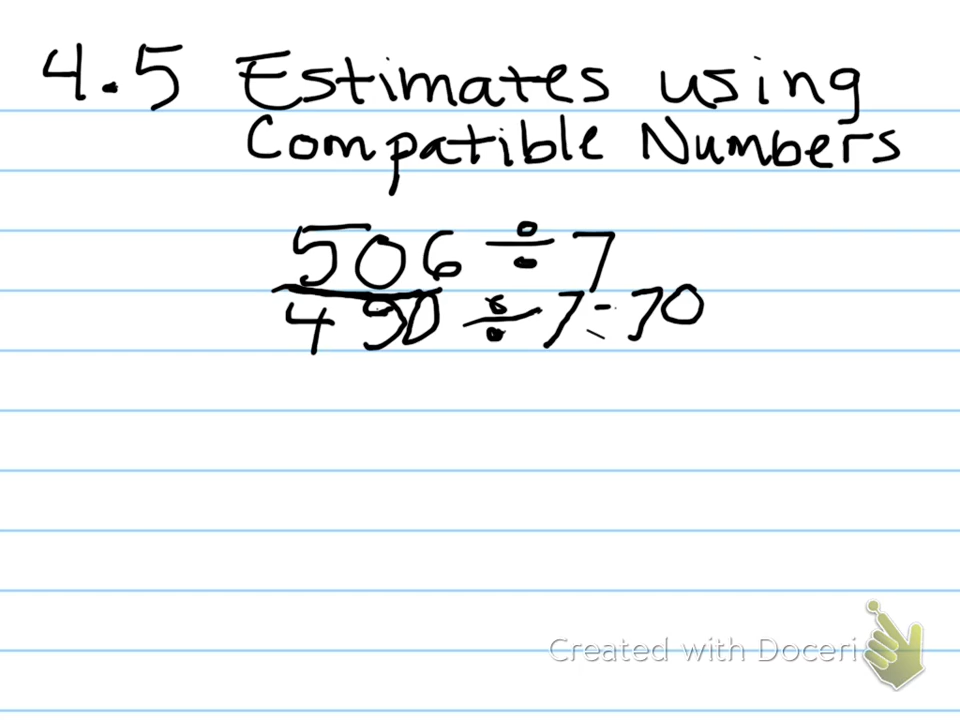 4.5 Estimates using
Compatible Numbers
506 ÷ 7
490 ÷ 7 = 70
Created with Doceri